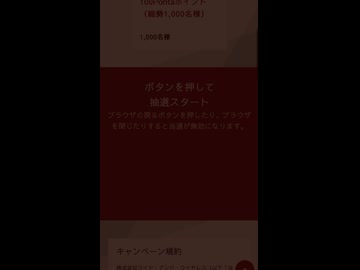 100Pontaポイント
（総勢1,000名様）
1,000名様
ボタンを押して
抽選スタート
ブラウザの戻るボタンを押したり、ブラウザ
を閉じたりすると当選が無効になります。
キャンペーン規約